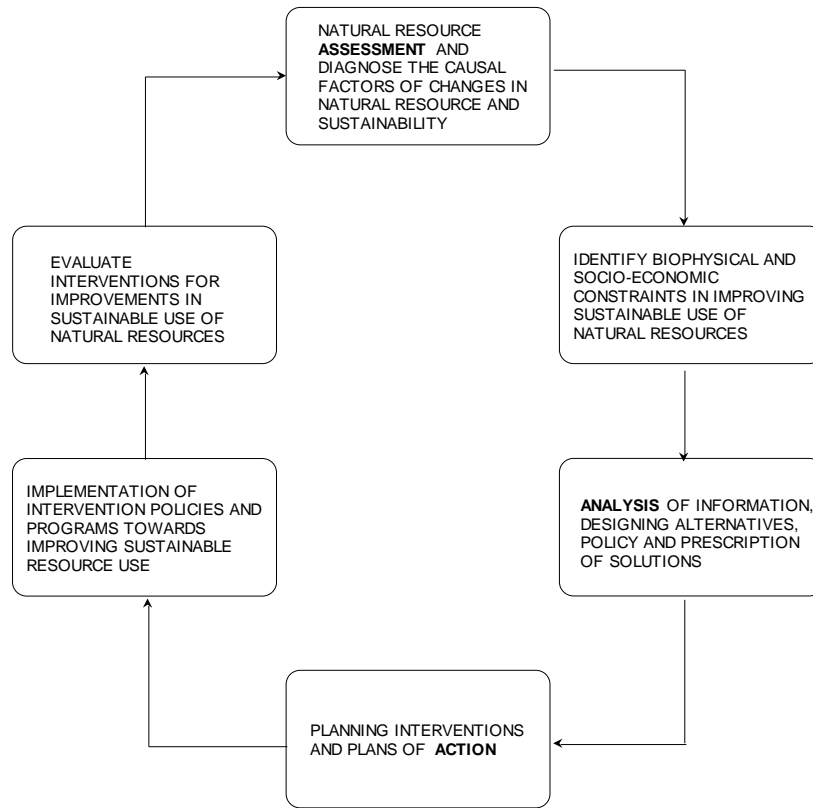 NATURAL RESOURCE
ASSESSMENT AND
DIAGNOSE THE CAUSAL
FACTORS OF CHANGES IN
NATURAL RESOURCE AND
SUSTAINABILITY
IDENTIFY BIOPHYSICAL AND
SOCIO-ECONOMIC
CONSTRAINTS IN IMPROVING
SUSTAINABLE USE OF
NATURAL RESOURCES
ANALYSIS OF INFORMATION,
DESIGNING ALTERNATIVES,
POLICY AND PRESCRIPTION
OF SOLUTIONS
PLANNING INTERVENTIONS
AND PLANS OF ACTION
IMPLEMENTATION OF
INTERVENTION POLICIES AND
PROGRAMS TOWARDS
IMPROVING SUSTAINABLE
RESOURCE USE
EVALUATE
INTERVENTIONS FOR
IMPROVEMENTS IN
SUSTAINABLE USE OF
NATURAL RESOURCES